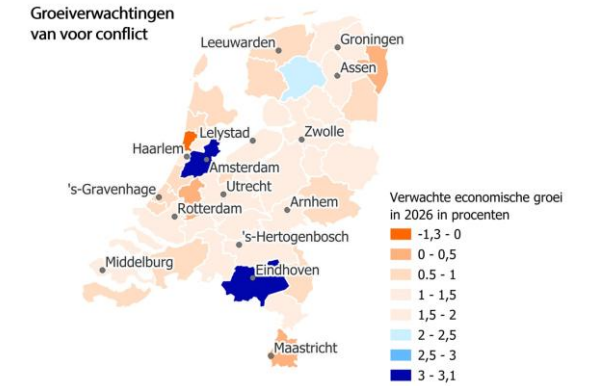 Groeiverwachtingen
van voor conflict
Leeuwarden
Groningen
Assen
Lelystad
Zwolle
Haarlem
Amsterdam
's-Gravenhage
Utrecht
Rotterdam
Arnhem
's-Hertogenbosch
Middelburg
Eindhoven
Maastricht
Verwachte economische groei
in 2026 in procenten
-1,3 - 0
0 - 0,5
0.5 - 1
1 - 1,5
1,5 - 2
2 - 2,5
2,5 - 3
3 - 3,1